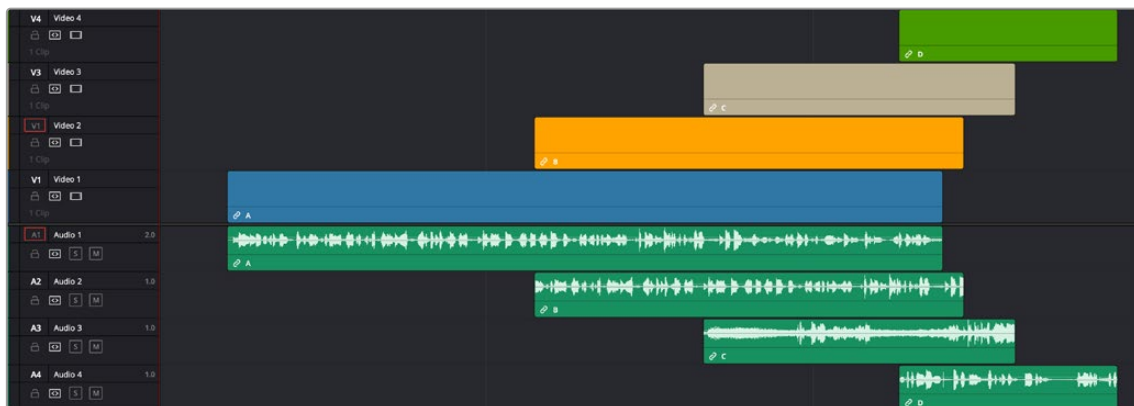 V4 Video 4
1 Clip
D
V3 Video 3
1 Clip
C
V1 Video 2
1 Clip
B
V1 Video 1
1 Clip
A
A1 Audio 1 2.0
S M
A
A2 Audio 2 1.0
S M
B
A3 Audio 3 1.0
S M
C
A4 Audio 4 1.0
S M
D